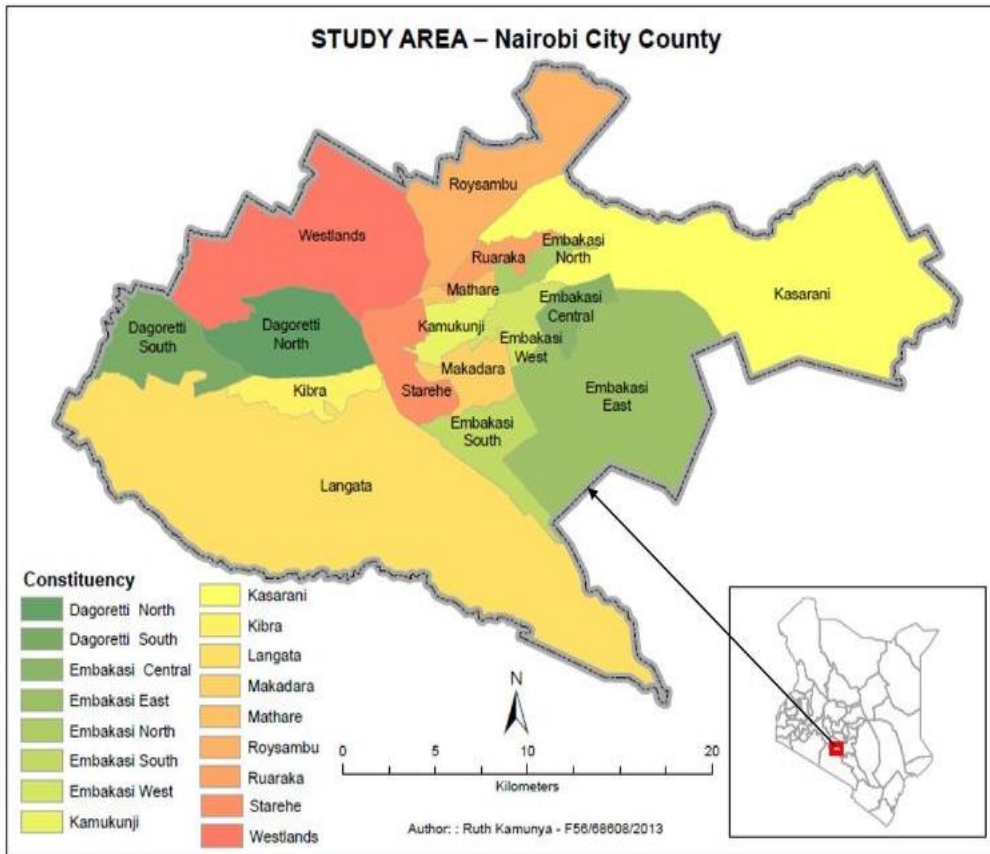 STUDY AREA – Nairobi City County
Roysambu
Westlands
Ruaraka
Embakasi
North
Kasarani
Mathare
Embakasi
Central
Kamukunji
Dagoretti
South
Dagoretti
North
Embakasi
West
Makadara
Kibra
Starehe
Embakasi
East
Embakasi
South
Langata
Constituency
Dagoretti North
Dagoretti South
Embakasi Central
Embakasi East
Embakasi North
Embakasi South
Embakasi West
Kamukunji
Kasarani
Kibra
Langata
Makadara
Mathare
Roysambu
Ruaraka
Starehe
Westlands
N
0 5 10 20
Kilometers
Author: : Ruth Kamunya - F56/68608/2013